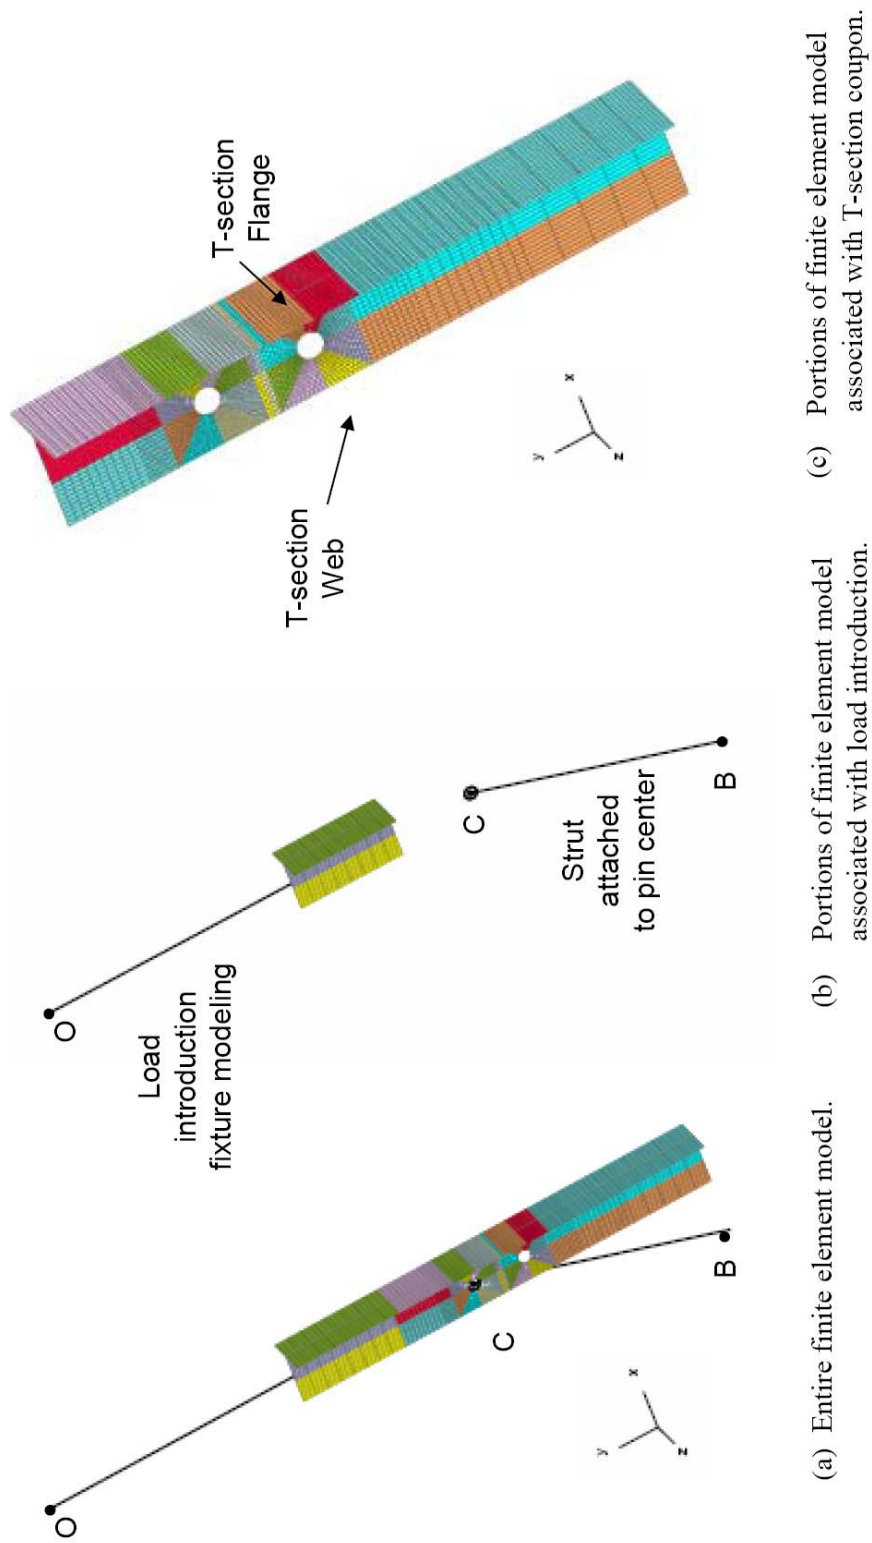 O
Load
introduction
fixture modeling
C
B
y
x
z
(a) Entire finite element model.
O
C
Strut
attached
to pin center
B
(b) Portions of finite element model
associated with load introduction.
T-section
Flange
T-section
Web
y
x
z
(c) Portions of finite element model
associated with T-section coupon.